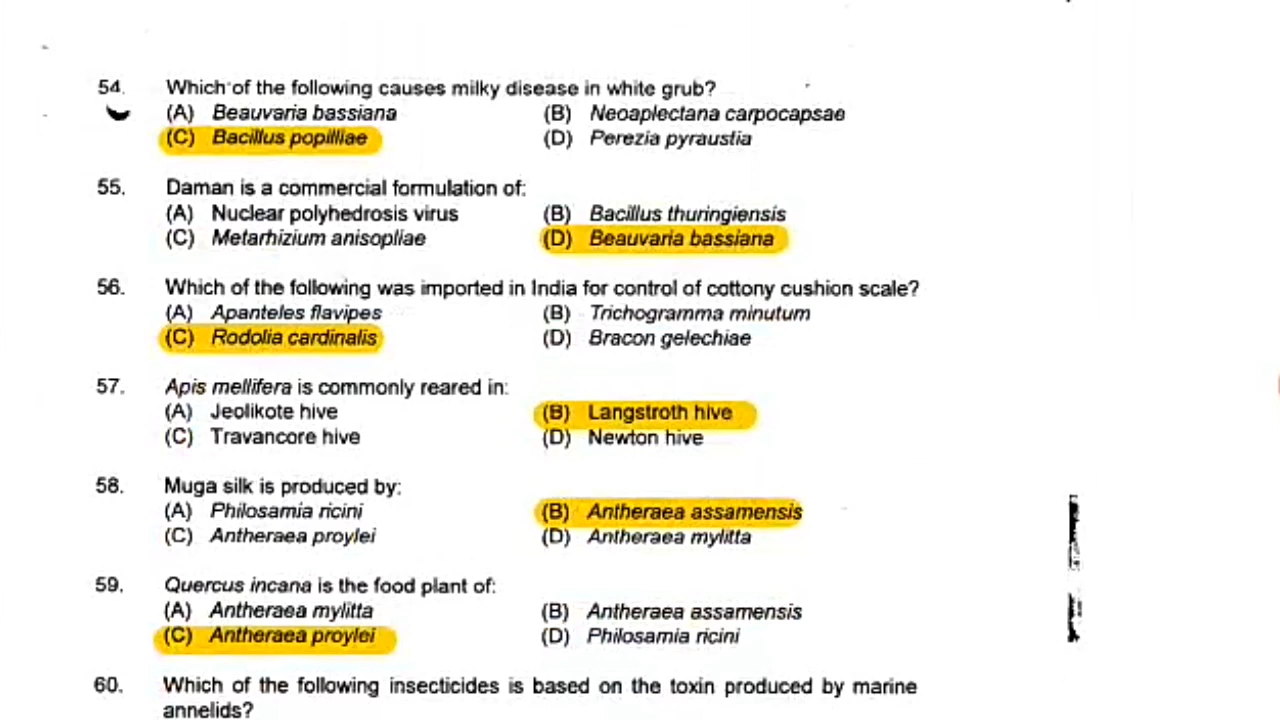 54. Which of the following causes milky disease in white grub?
(A) Beauvaria bassiana (B) Neoaplectana carpocapsae
(C) Bacillus popilliae (D) Perezia pyraustia
55. Daman is a commercial formulation of:
(A) Nuclear polyhedrosis virus (B) Bacillus thuringiensis
(C) Metarhizium anisopliae (D) Beauvaria bassiana
56. Which of the following was imported in India for control of cottony cushion scale?
(A) Apanteles flavipes (B) Trichogramma minutum
(C) Rodolia cardinalis (D) Bracon gelechiae
57. Apis mellifera is commonly reared in:
(A) Jeolikote hive (B) Langstroth hive
(C) Travancore hive (D) Newton hive
58. Muga silk is produced by:
(A) Philosamia ricini (B) Antheraea assamensis
(C) Antheraea proylei (D) Antheraea mylitta
59. Quercus incana is the food plant of:
(A) Antheraea mylitta (B) Antheraea assamensis
(C) Antheraea proylei (D) Philosamia ricini
60. Which of the following insecticides is based on the toxin produced by marine
annelids?